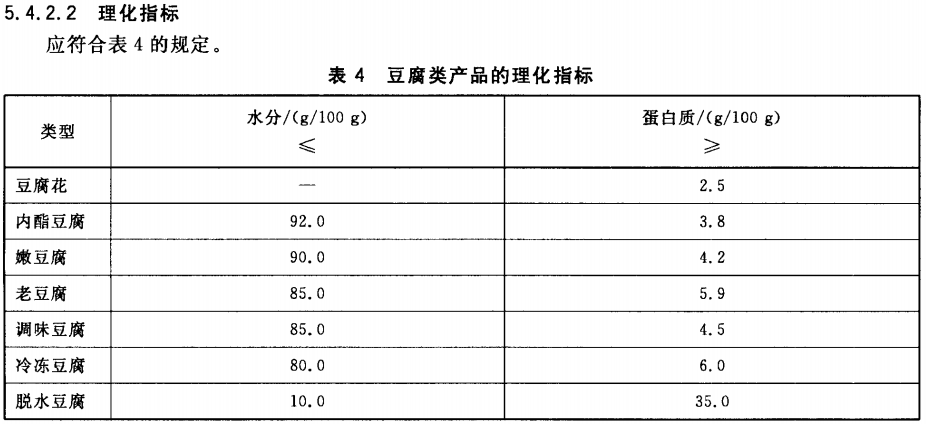 5.4.2.2 理化指标
应符合表4的规定。
表4 豆腐类产品的理化指标
类型 水分/(g/100 g) ≤ 蛋白质/(g/100 g) ≥
豆腐花 — 2.5
内酯豆腐 92.0 3.8
嫩豆腐 90.0 4.2
老豆腐 85.0 5.9
调味豆腐 85.0 4.5
冷冻豆腐 80.0 6.0
脱水豆腐 10.0 35.0